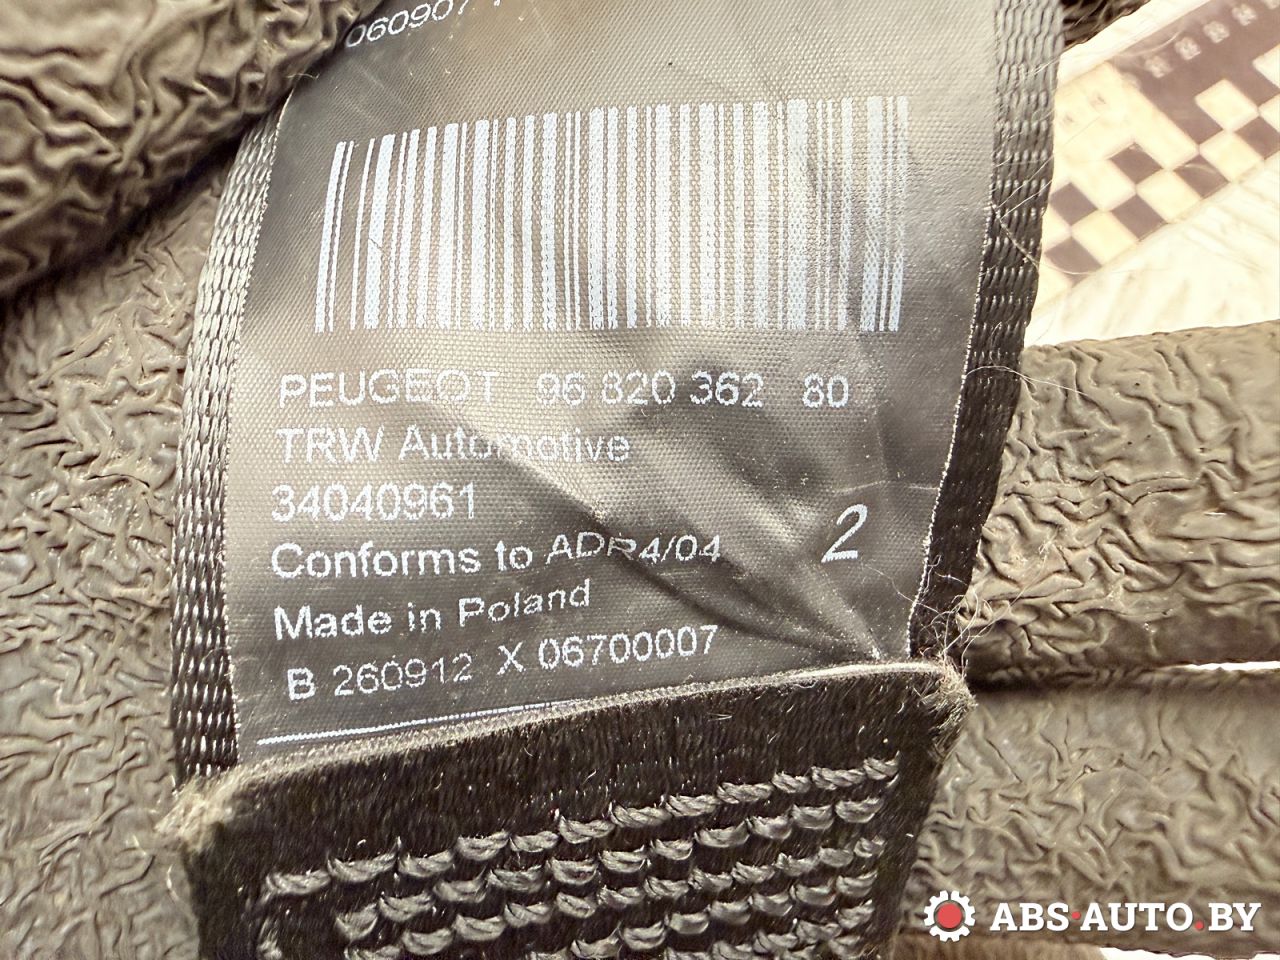 060907
PEUGEOT 96 820 362 80
TRW Automotive
34040961
Conforms to ADR4/04
2
Made in Poland
B 260912 X 06700007
ABS·AUTO.BY